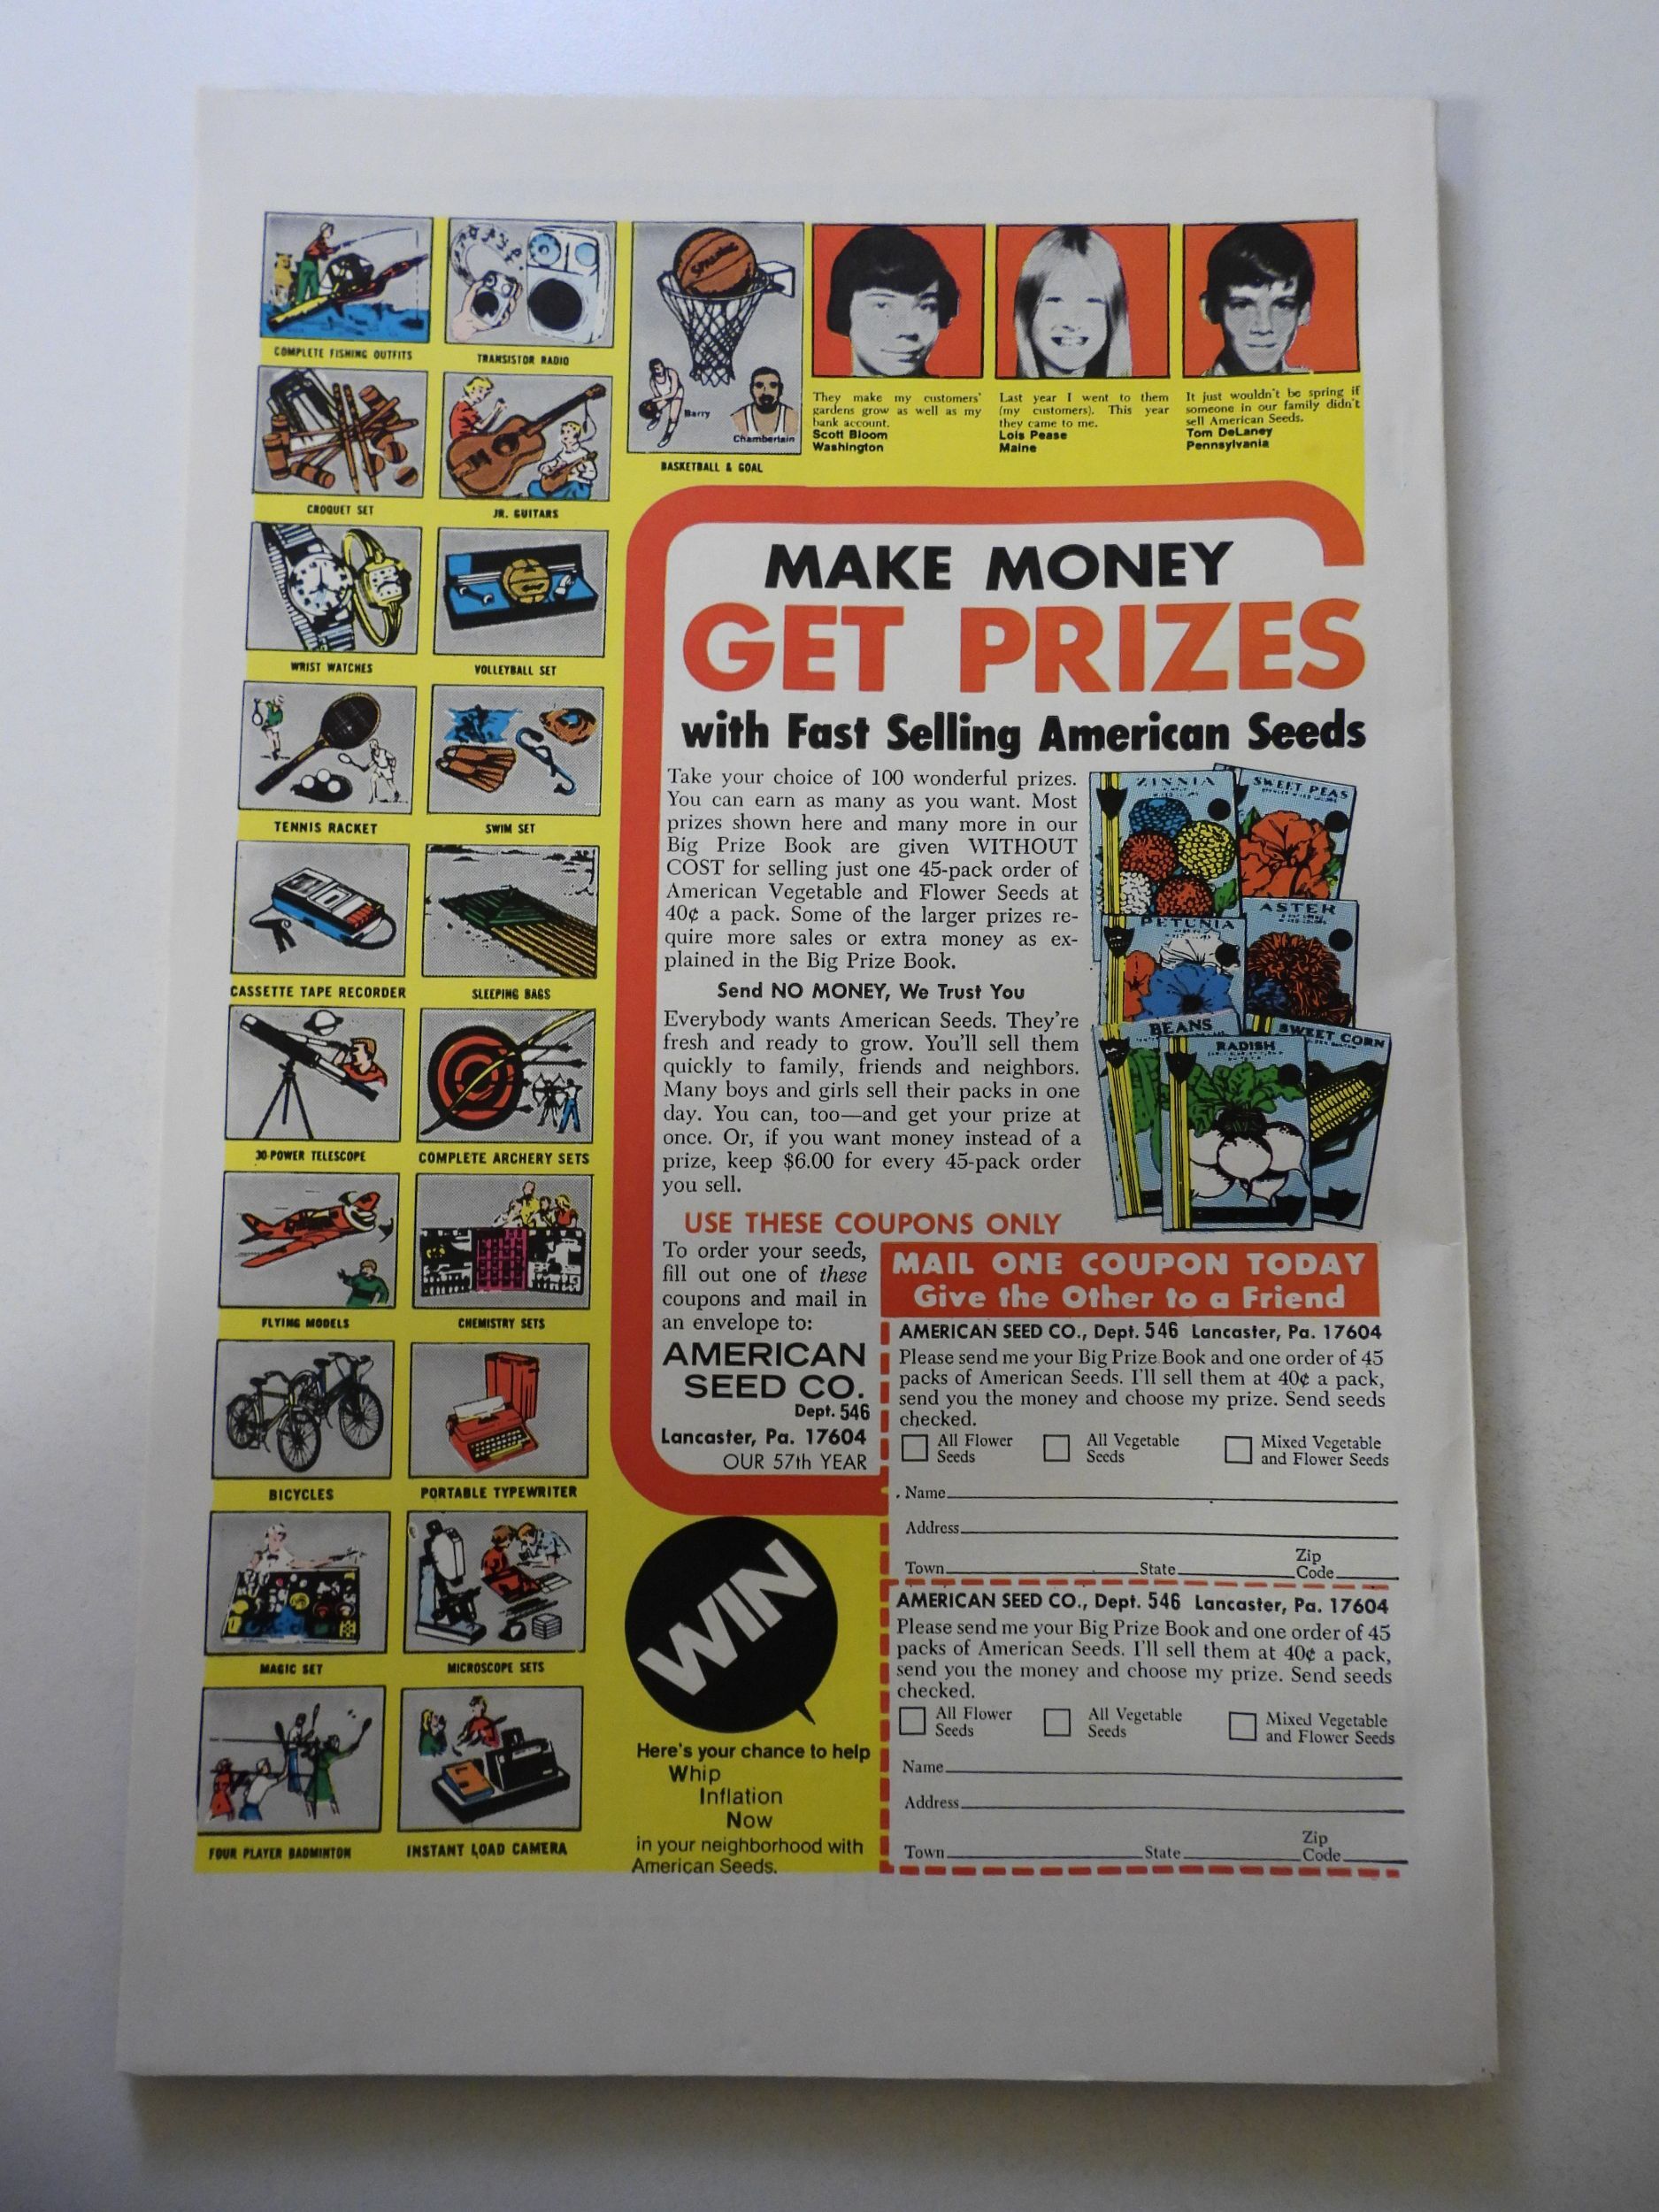 COMPLETE FISHING OUTFITS
TRANSISTOR RADIO
SPALDING
Barry
Chamberlain
BASKETBALL & GOAL
CROQUET SET
JR. GUITARS
WRIST WATCHES
VOLLEYBALL SET
TENNIS RACKET
SWIM SET
CASSETTE TAPE RECORDER
SLEEPING BAGS
30-POWER TELESCOPE
COMPLETE ARCHERY SETS
FLYING MODELS
CHEMISTRY SETS
BICYCLES
PORTABLE TYPEWRITER
MAGIC SET
MICROSCOPE SETS
FOUR PLAYER BADMINTON
INSTANT LOAD CAMERA
They make my customers'
gardens grow as well as my
bank account.
Scott Bloom
Washington
Last year I went to them
(my customers). This year
they came to me.
Lois Pease
Maine
It just wouldn't be spring if
someone in our family didn't
sell American Seeds.
Tom DeLaney
Pennsylvania
MAKE MONEY
GET PRIZES
with Fast Selling American Seeds
Take your choice of 100 wonderful prizes.
You can earn as many as you want. Most
prizes shown here and many more in our
Big Prize Book are given WITHOUT
COST for selling just one 45-pack order of
American Vegetable and Flower Seeds at
40¢ a pack. Some of the larger prizes re-
quire more sales or extra money as ex-
plained in the Big Prize Book.
Send NO MONEY, We Trust You
Everybody wants American Seeds. They're
fresh and ready to grow. You'll sell them
quickly to family, friends and neighbors.
Many boys and girls sell their packs in one
day. You can, too—and get your prize at
once. Or, if you want money instead of a
prize, keep $6.00 for every 45-pack order
you sell.
ZINNIA
SWEET PEAS
PETUNIA
ASTER
BEANS
RADISH
SWEET CORN
USE THESE COUPONS ONLY
To order your seeds,
fill out one of these
coupons and mail in
an envelope to:
AMERICAN
SEED CO.
Dept. 546
Lancaster, Pa. 17604
OUR 57th YEAR
MAIL ONE COUPON TODAY
Give the Other to a Friend
AMERICAN SEED CO., Dept. 546 Lancaster, Pa. 17604
Please send me your Big Prize Book and one order of 45
packs of American Seeds. I'll sell them at 40¢ a pack,
send you the money and choose my prize. Send seeds
checked.
All Flower Seeds
All Vegetable Seeds
Mixed Vegetable and Flower Seeds
Name
Address
Town State Zip Code
AMERICAN SEED CO., Dept. 546 Lancaster, Pa. 17604
Please send me your Big Prize Book and one order of 45
packs of American Seeds. I'll sell them at 40¢ a pack,
send you the money and choose my prize. Send seeds
checked.
All Flower Seeds
All Vegetable Seeds
Mixed Vegetable and Flower Seeds
Name
Address
Town State Zip Code
WIN
Here's your chance to help
Whip
Inflation
Now
in your neighborhood with
American Seeds.